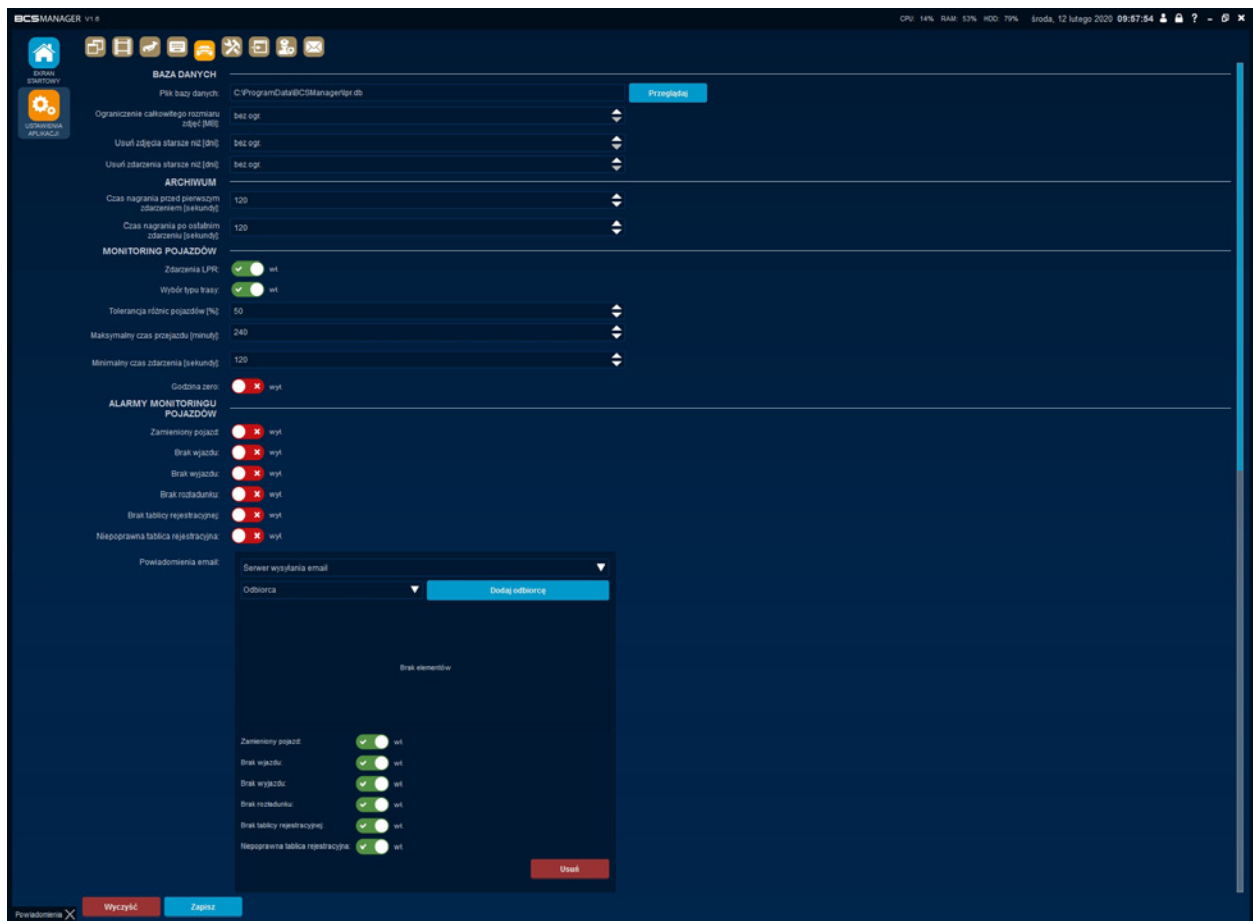 BCSMANAGER V1.8
CPU: 14% RAM: 53% HDD: 79% środa, 12 lutego 2020 09:57:54 ?
EKRAN
STARTOWY
USTAWIENIA
APLIKACJI
BAZA DANYCH
Plik bazy danych: C:\ProgramData\BCSManager\lpr.db Przeglądaj
Ograniczenie całkowitego rozmiaru
zdjęć [MB]: bez ogr.
Usuń zdjęcia starsze niż [dni]: bez ogr.
Usuń zdarzenia starsze niż [dni]: bez ogr.
ARCHIWUM
Czas nagrania przed pierwszym
zdarzeniem [sekundy]: 120
Czas nagrania po ostatnim
zdarzeniu [sekundy]: 120
MONITORING POJAZDÓW
Zdarzenia LPR: wł.
Wybór typu trasy: wł.
Tolerancja różnic pojazdów [%]: 50
Maksymalny czas przejazdu [minuty]: 240
Minimalny czas zdarzenia [sekundy]: 120
Godzina zero: wył.
ALARMY MONITORINGU
POJAZDÓW
Zamieniony pojazd: wył.
Brak wjazdu: wył.
Brak wyjazdu: wył.
Brak rozładunku: wył.
Brak tablicy rejestracyjnej: wył.
Niepoprawna tablica rejestracyjna: wył.
Powiadomienia email:
Serwer wysyłania email
Odbiorca Dodaj odbiorcę
Brak elementów
Zamieniony pojazd: wł.
Brak wjazdu: wł.
Brak wyjazdu: wł.
Brak rozładunku: wł.
Brak tablicy rejestracyjnej: wł.
Niepoprawna tablica rejestracyjna: wł.
Usuń
Wyczyść Zapisz
Powiadomienia